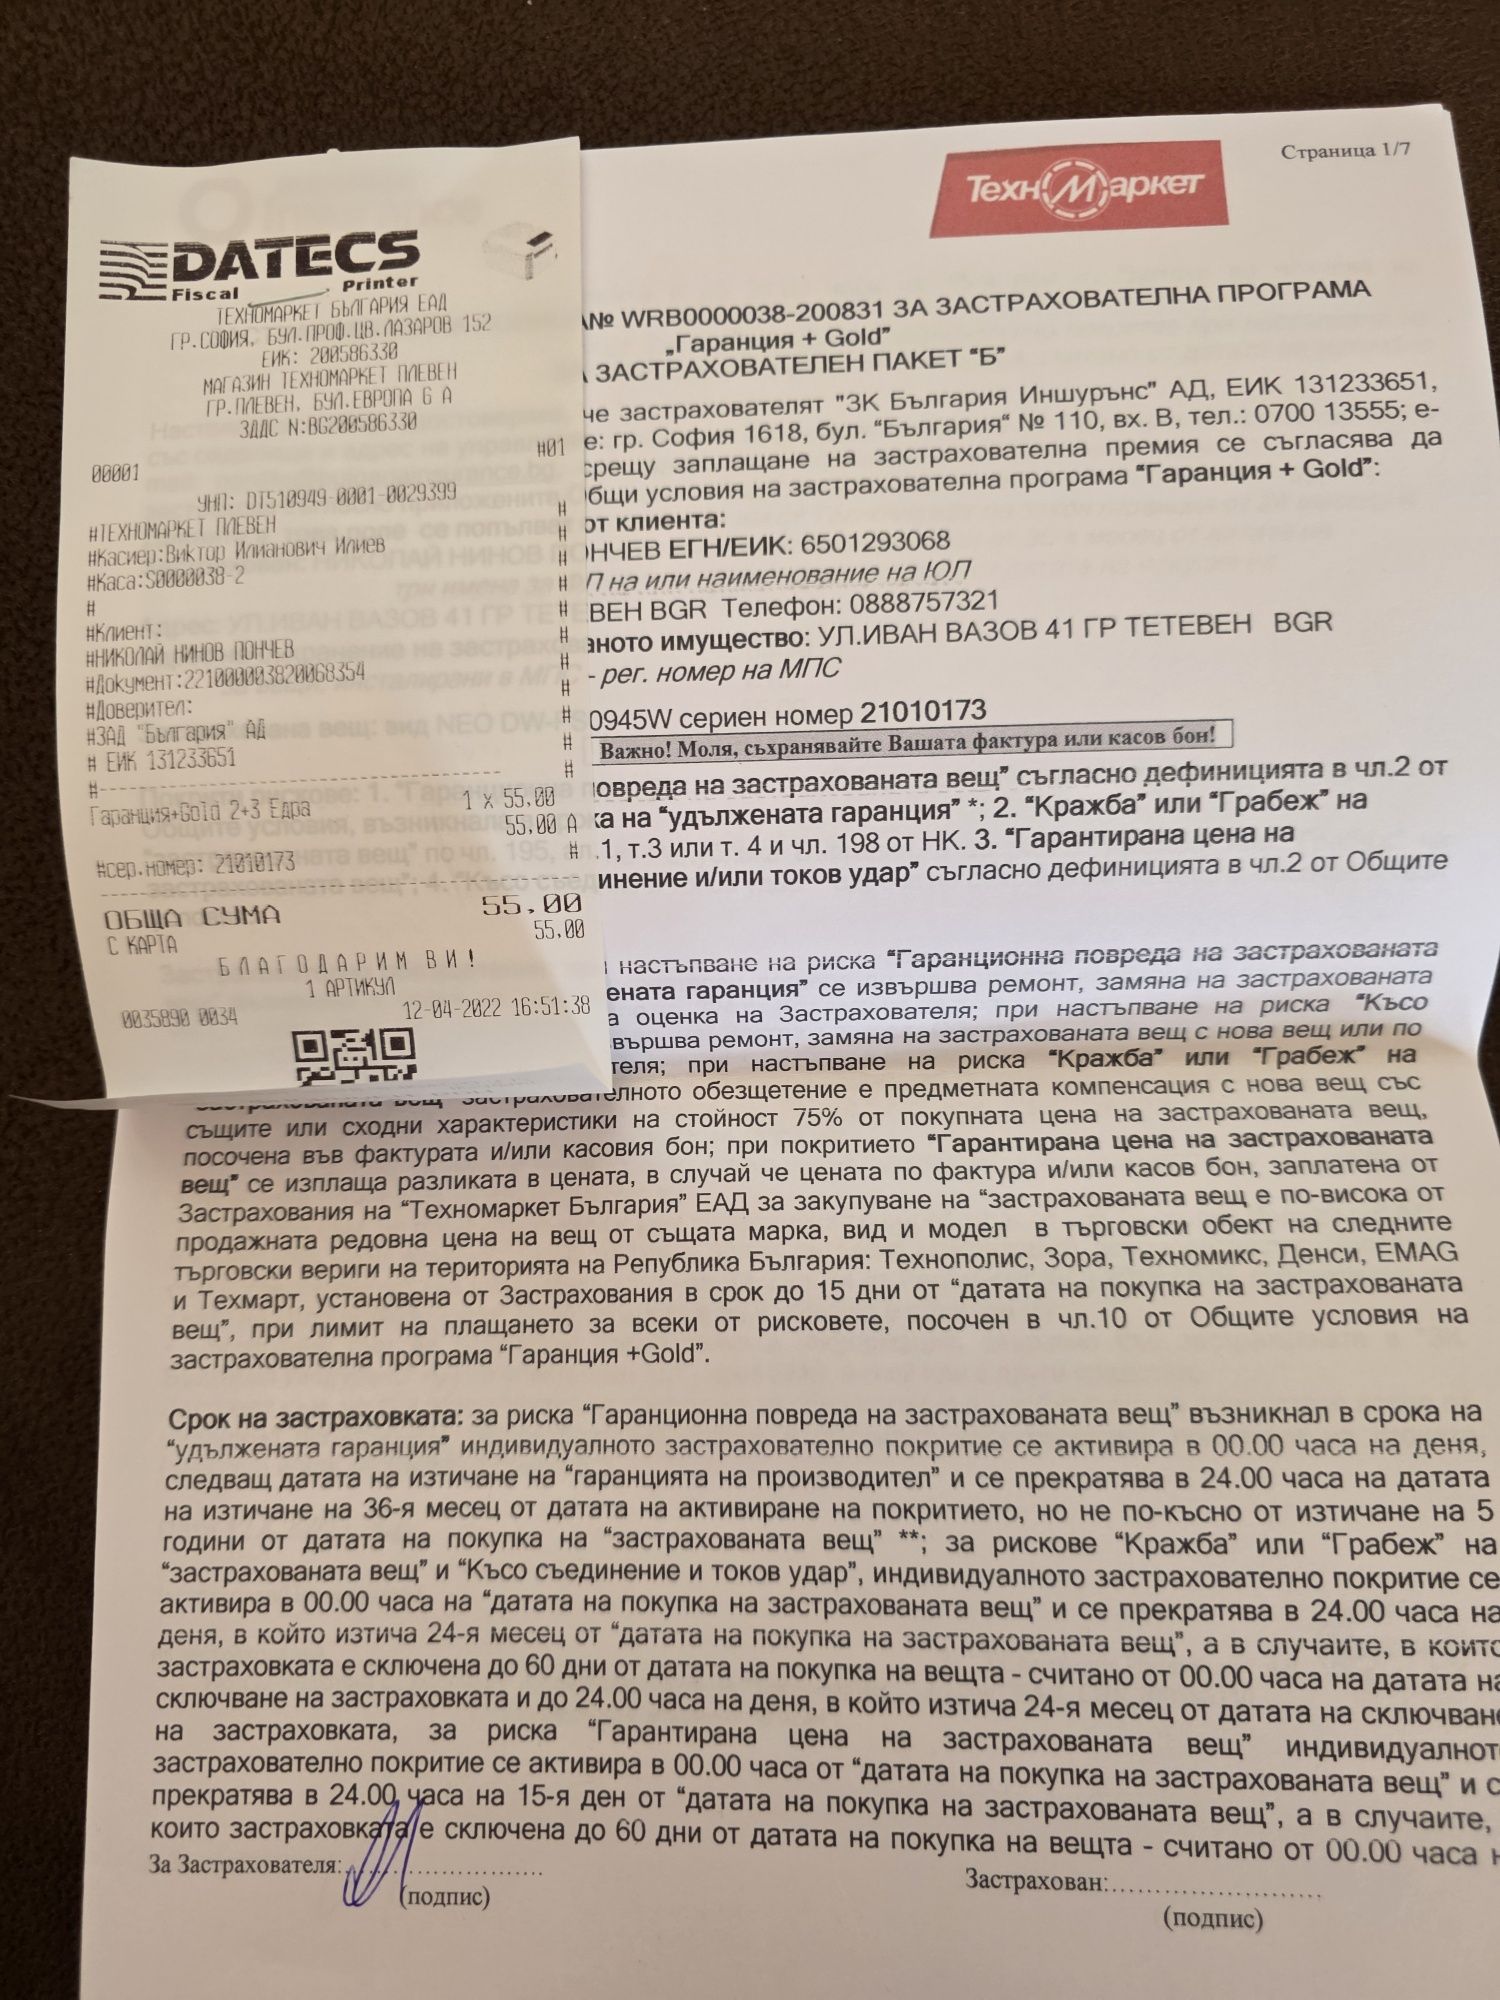 DATECS
Fiscal Printer
ТЕХНОМАРКЕТ БЪЛГАРИЯ ЕАД
ГР.СОФИЯ, БУЛ.ПРОФ.ЦВ.ЛАЗАРОВ 152
ЕИК: 200586330
МАГАЗИН ТЕХНОМАРКЕТ ПЛЕВЕН
ГР.ПЛЕВЕН, БУЛ.ЕВРОПА 6 А
ЗДДС N:BG200586330
00001 #01
УНП: DT510949-0001-0029399
#ТЕХНОМАРКЕТ ПЛЕВЕН #
#Касиер:Виктор Илианович Илиев #
#Каса:S0000038-2 #
# #
#Клиент: #
#НИКОЛАЙ НИНОВ ПОНЧЕВ #
#Документ:221000003820068354 #
#Доверител: #
#ЗАД "България" АД #
# ЕИК 131233651 #
#--------------------------------
Гаранция+Gold 2+3 Едра 1 X 55,00
55,00 А
#сер.номер: 21010173 #
ОБЩА СУМА 55,00
С КАРТА 55,00
БЛАГОДАРИМ ВИ!
1 АРТИКУЛ
0035890 0034 12-04-2022 16:51:38
Страница 1/7
ТехноМаркет
№ WRB0000038-200831 ЗА ЗАСТРАХОВАТЕЛНА ПРОГРАМА
„Гаранция + Gold”
ЗАСТРАХОВАТЕЛЕН ПАКЕТ “Б”
че застрахователят "ЗК България Иншурънс" АД, ЕИК 131233651,
е: гр. София 1618, бул. “България“ № 110, вх. В, тел.: 0700 13555; е-
срещу заплащане на застрахователна премия се съгласява да
бщи условия на застрахователна програма “Гаранция + Gold”:
от клиента:
ОНЧЕВ ЕГН/ЕИК: 6501293068
на или наименование на ЮЛ
ВЕН BGR Телефон: 0888757321
аното имущество: УЛ.ИВАН ВАЗОВ 41 ГР ТЕТЕВЕН BGR
- рег. номер на МПС
0945W сериен номер 21010173
Важно! Моля, съхранявайте Вашата фактура или касов бон!
овреда на застрахованата вещ” съгласно дефиницията в чл.2 от
ка на “удължената гаранция” *; 2. “Кражба” или “Грабеж” на
.1, т.3 или т. 4 и чл. 198 от НК. 3. “Гарантирана цена на
инение и/или токов удар” съгласно дефиницията в чл.2 от Общите
настъпване на риска “Гаранционна повреда на застрахованата
ената гаранция” се извършва ремонт, замяна на застрахованата
а оценка на Застрахователя; при настъпване на риска “Късо
вършва ремонт, замяна на застрахованата вещ с нова вещ или по
теля; при настъпване на риска “Кражба” или “Грабеж” на
застрахованата вещ” застрахователното обезщетение е предметната компенсация с нова вещ със
същите или сходни характеристики на стойност 75% от покупната цена на застрахованата вещ,
посочена във фактурата и/или касовия бон; при покритието “Гарантирана цена на застрахованата
вещ” се изплаща разликата в цената, в случай че цената по фактура и/или касов бон, заплатена от
Застрахования на “Техномаркет България” ЕАД за закупуване на “застрахованата вещ е по-висока от
продажната редовна цена на вещ от същата марка, вид и модел в търговски обект на следните
търговски вериги на територията на Република България: Технополис, Зора, Техномикс, Денси, EMAG
и Техмарт, установена от Застрахования в срок до 15 дни от “датата на покупка на застрахованата
вещ”, при лимит на плащането за всеки от рисковете, посочен в чл.10 от Общите условия на
застрахователна програма “Гаранция +Gold”.
Срок на застраховката: за риска “Гаранционна повреда на застрахованата вещ” възникнал в срока на
“удължената гаранция” индивидуалното застрахователно покритие се активира в 00.00 часа на деня,
следващ датата на изтичане на “гаранцията на производител” и се прекратява в 24.00 часа на датата
на изтичане на 36-я месец от датата на активиране на покритието, но не по-късно от изтичане на 5
години от датата на покупка на “застрахованата вещ” **; за рискове “Кражба” или “Грабеж” на
“застрахованата вещ” и “Късо съединение и токов удар”, индивидуалното застрахователно покритие се
активира в 00.00 часа на “датата на покупка на застрахованата вещ” и се прекратява в 24.00 часа на
деня, в който изтича 24-я месец от “датата на покупка на застрахованата вещ”, а в случаите, в които
застраховката е сключена до 60 дни от датата на покупка на вещта - считано от 00.00 часа на датата на
сключване на застраховката и до 24.00 часа на деня, в който изтича 24-я месец от датата на сключване
на застраховката, за риска “Гарантирана цена на застрахованата вещ” индивидуалното
застрахователно покритие се активира в 00.00 часа от “датата на покупка на застрахованата вещ” и с
прекратява в 24.00 часа на 15-я ден от “датата на покупка на застрахованата вещ”, а в случаите,
които застраховката е сключена до 60 дни от датата на покупка на вещта - считано от 00.00 часа н
За Застрахователя:........................ Застрахован:..............................
(подпис) (подпис)